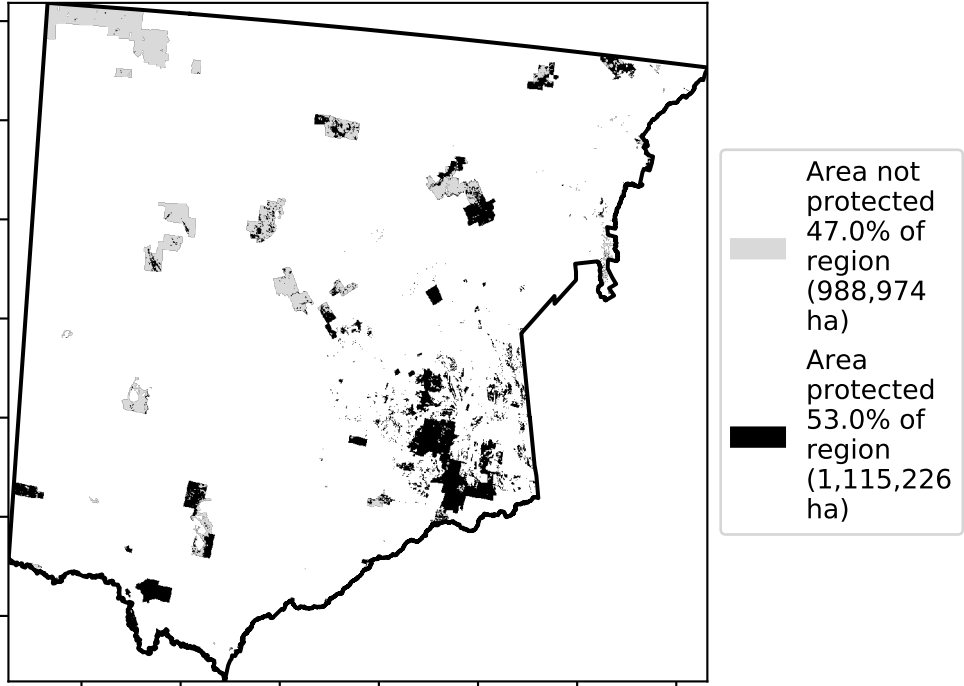 Area not
protected
47.0% of
region
(988,974
ha)
Area
protected
53.0% of
region
(1,115,226
ha)